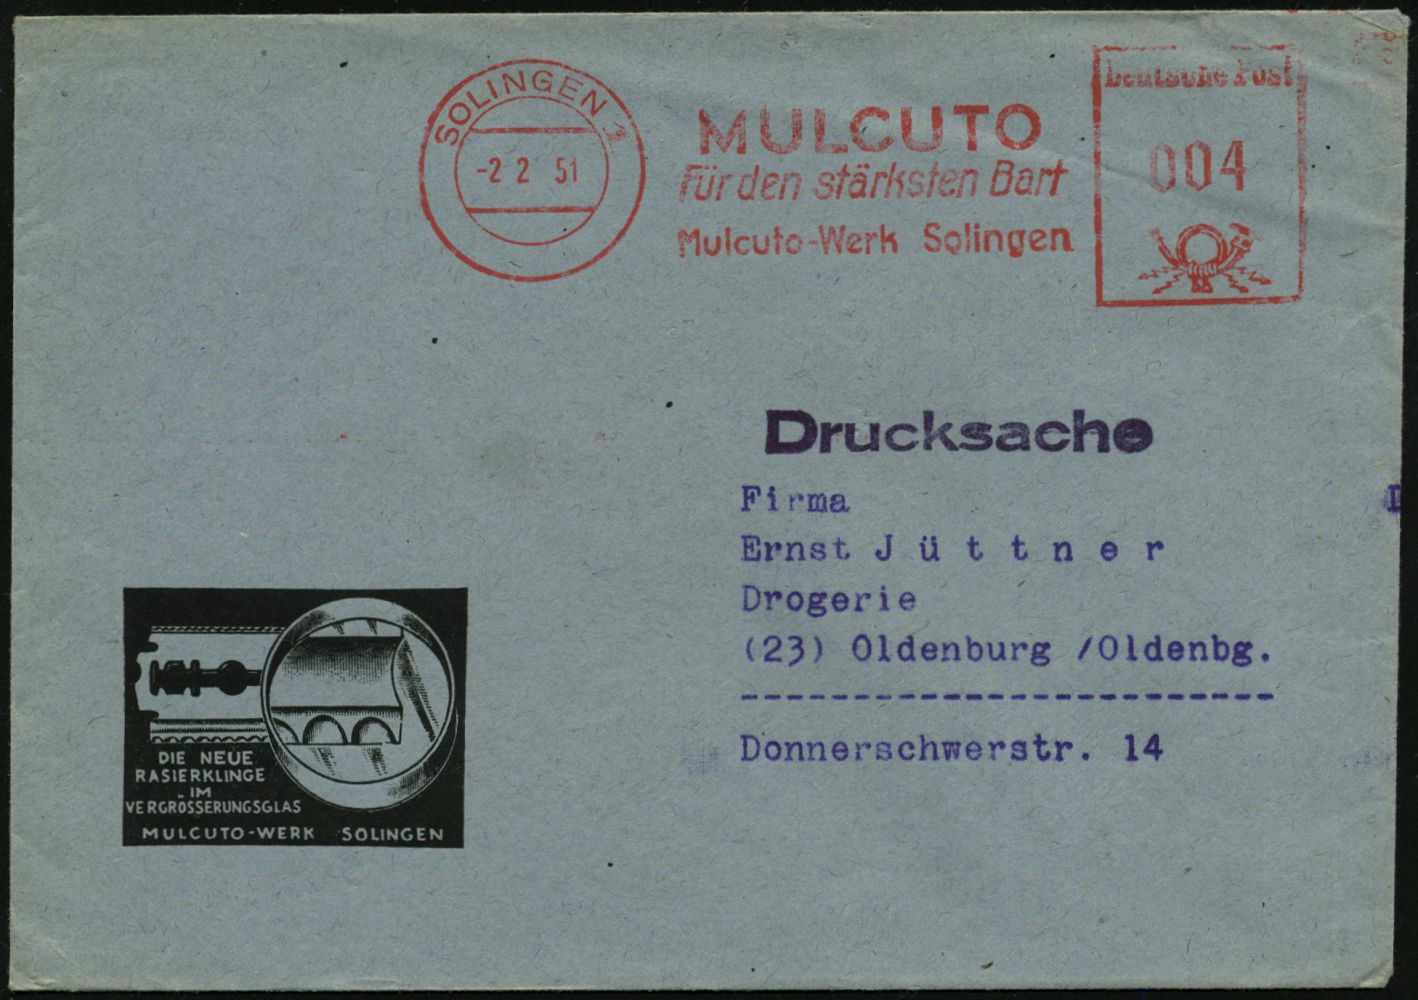 SOLINGEN 1
-2 2 51
MULCUTO
Für den stärksten Bart
Mulcuto-Werk Solingen
Deutsche Post
004
Drucksache
Firma
Ernst J ü t t n e r
Drogerie
(23) Oldenburg /Oldenbg.
-------------------------
Donnerschwerstr. 14
DIE NEUE
RASIERKLINGE
IM
VERGRÖSSERUNGSGLAS
MULCUTO-WERK SOLINGEN